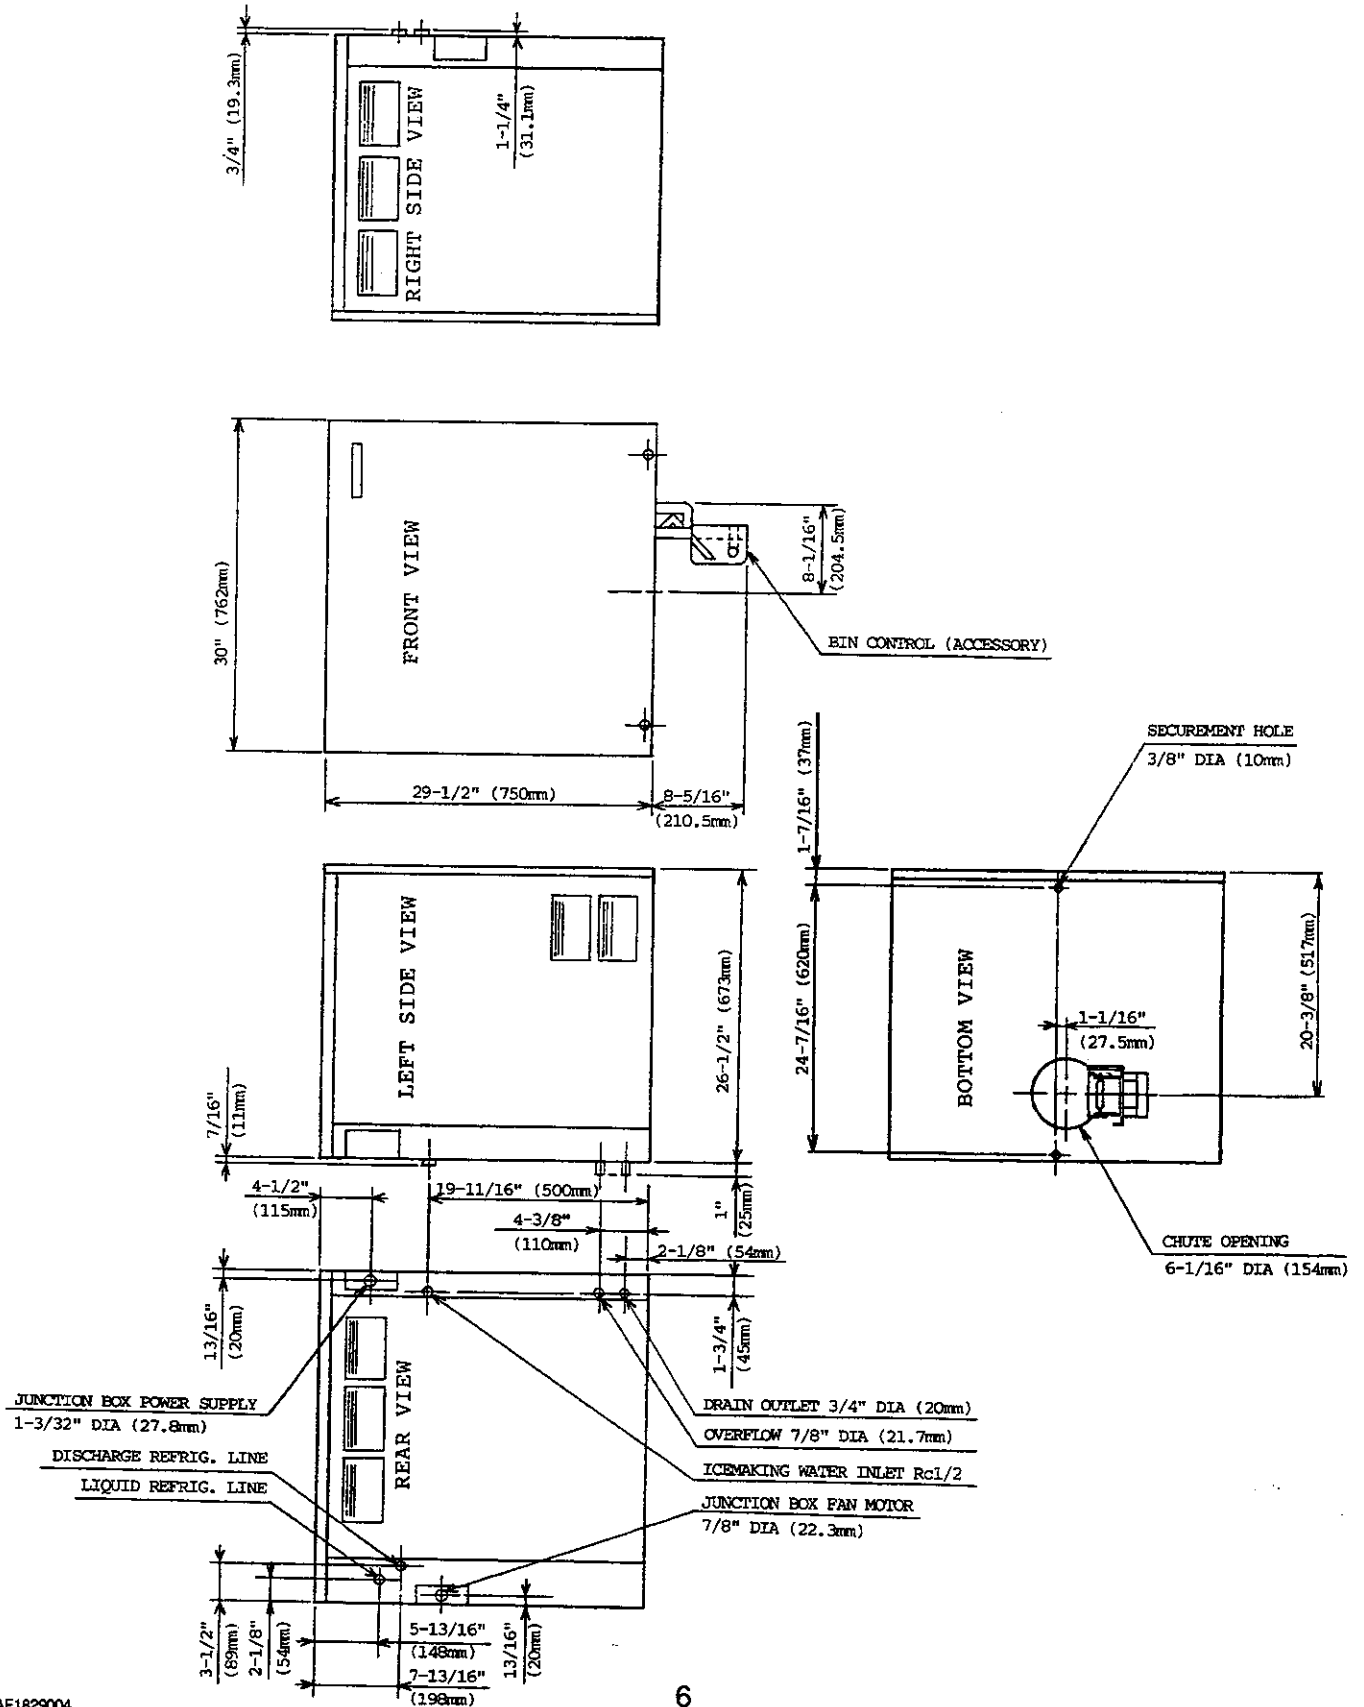 3/4" (19.3mm)
RIGHT SIDE VIEW
1-1/4"
(31.1mm)
30" (762mm)
FRONT VIEW
8-1/16"
(204.5mm)
BIN CONTROL (ACCESSORY)
29-1/2" (750mm)
8-5/16"
(210.5mm)
SECUREMENT HOLE
3/8" DIA (10mm)
1-7/16" (37mm)
24-7/16" (620mm)
BOTTOM VIEW
1-1/16"
(27.5mm)
20-3/8" (517mm)
CHUTE OPENING
6-1/16" DIA (154mm)
LEFT SIDE VIEW
26-1/2" (673mm)
7/16"
(11mm)
4-1/2"
(115mm)
19-11/16" (500mm)
4-3/8"
(110mm)
1"
(25mm)
2-1/8" (54mm)
13/16"
(20mm)
1-3/4"
(45mm)
REAR VIEW
JUNCTION BOX POWER SUPPLY
1-3/32" DIA (27.8mm)
DISCHARGE REFRIG. LINE
LIQUID REFRIG. LINE
DRAIN OUTLET 3/4" DIA (20mm)
OVERFLOW 7/8" DIA (21.7mm)
ICEMAKING WATER INLET Rc1/2
JUNCTION BOX FAN MOTOR
7/8" DIA (22.3mm)
3-1/2"
(89mm)
2-1/8"
(54mm)
5-13/16"
(148mm)
7-13/16"
(198mm)
13/16"
(20mm)
6